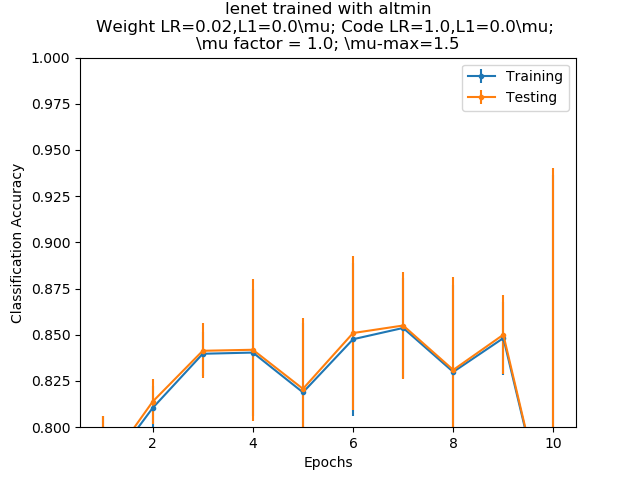 lenet trained with altmin
Weight LR=0.02,L1=0.0\mu; Code LR=1.0,L1=0.0\mu;
\mu factor = 1.0; \mu-max=1.5
Training
Testing
1.000
0.975
0.950
0.925
0.900
0.875
0.850
0.825
0.800
Classification Accuracy
2 4 6 8 10
Epochs